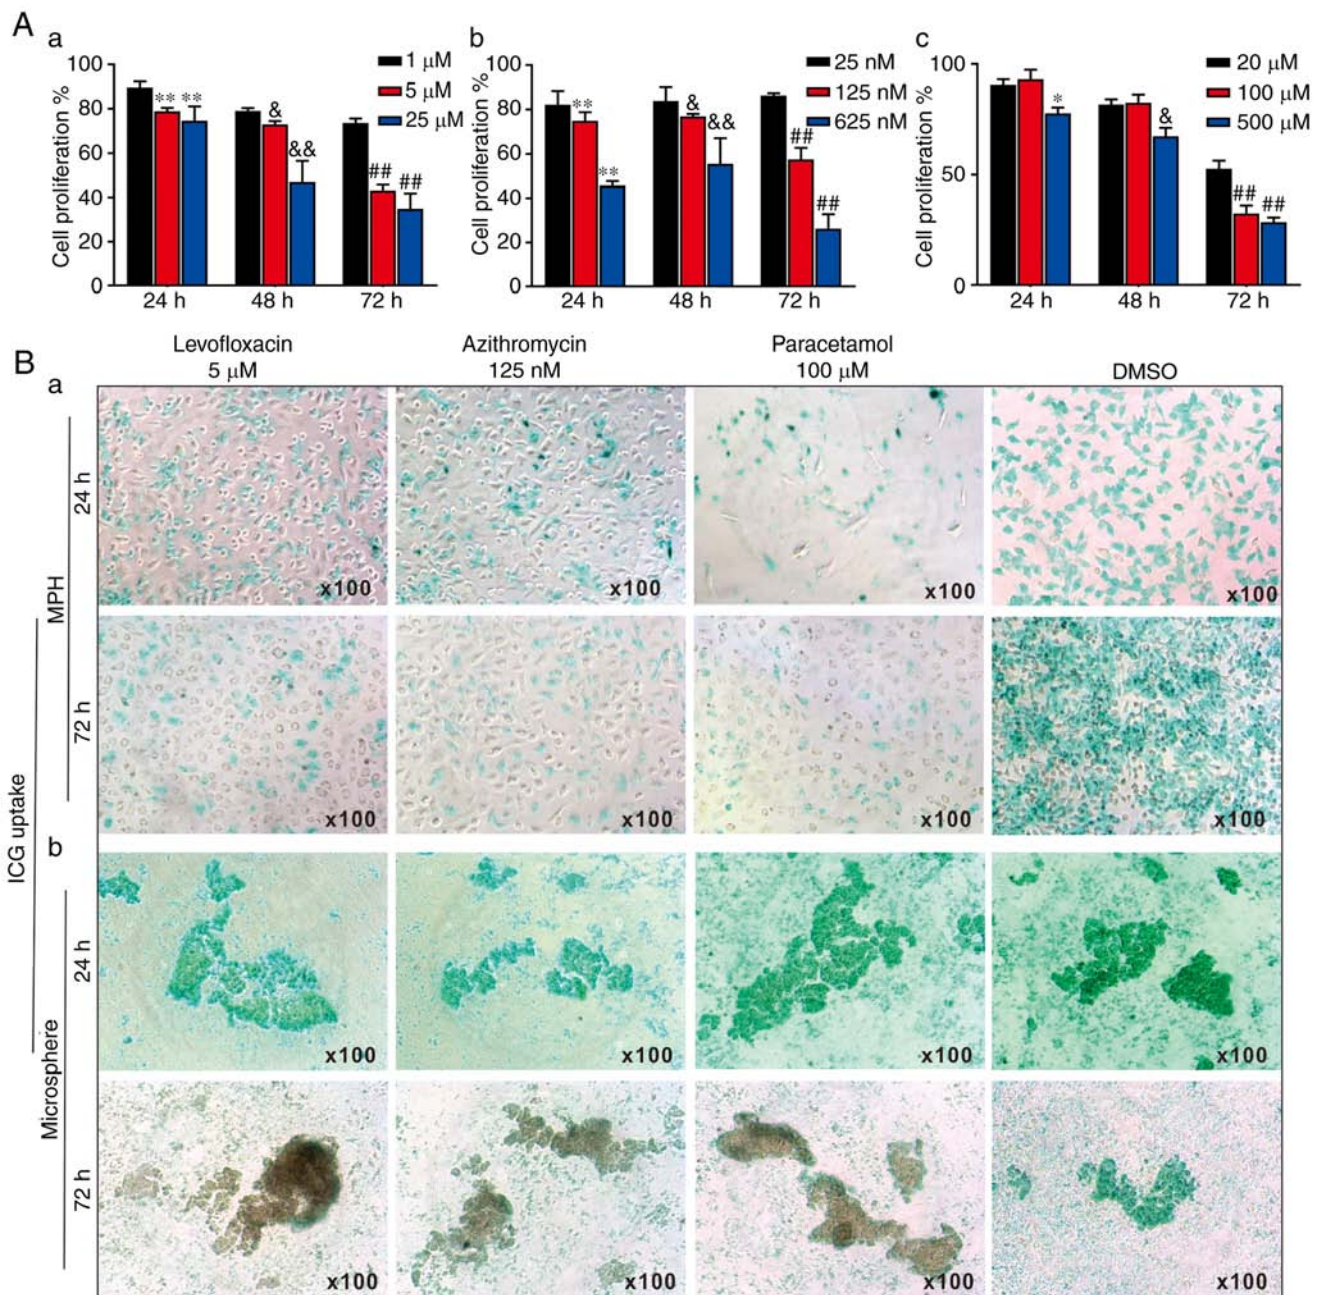 A
a
100
80
60
40
20
0
Cell proliferation %
1 μM
5 μM
25 μM
** **
&
&&
## ##
24 h 48 h 72 h
b
100
80
60
40
20
0
Cell proliferation %
25 nM
125 nM
625 nM
**
**
&
&&
##
##
24 h 48 h 72 h
c
100
50
0
Cell proliferation %
20 μM
100 μM
500 μM
*
&
## ##
24 h 48 h 72 h
B
Levofloxacin
5 μM
Azithromycin
125 nM
Paracetamol
100 μM
DMSO
a
ICG uptake
MPH
24 h
x100 x100 x100 x100
72 h
x100 x100 x100 x100
b
Microsphere
24 h
x100 x100 x100 x100
72 h
x100 x100 x100 x100